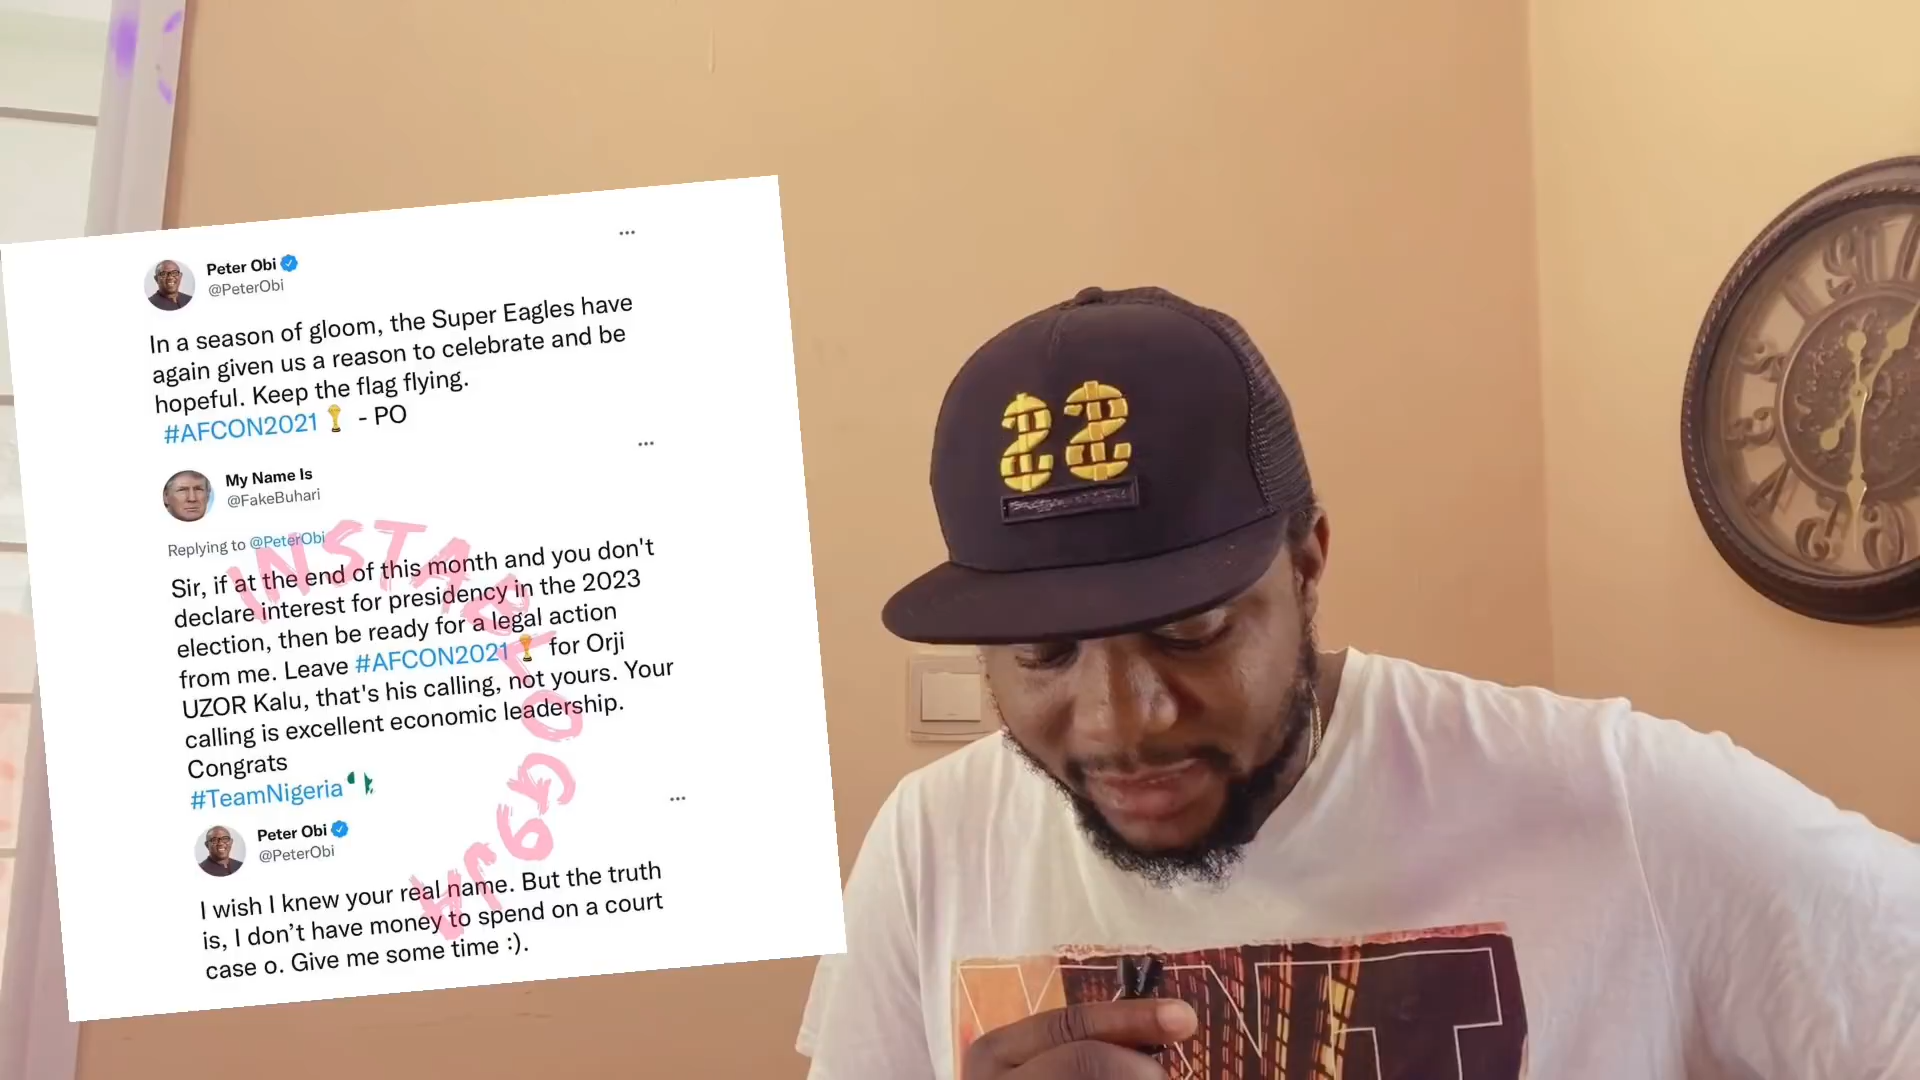 Peter Obi
@PeterObi
In a season of gloom, the Super Eagles have
again given us a reason to celebrate and be
hopeful. Keep the flag flying.
#AFCON2021 🏆 - PO
My Name Is
@FakeBuhari
Replying to @PeterObi
Sir, if at the end of this month and you don't
declare interest for presidency in the 2023
election, then be ready for a legal action
from me. Leave #AFCON2021 🏆 for Orji
UZOR Kalu, that's his calling, not yours. Your
calling is excellent economic leadership.
Congrats
#TeamNigeria
Peter Obi
@PeterObi
I wish I knew your real name. But the truth
is, I don’t have money to spend on a court
case o. Give me some time :).
INSTABLOG9JA
22